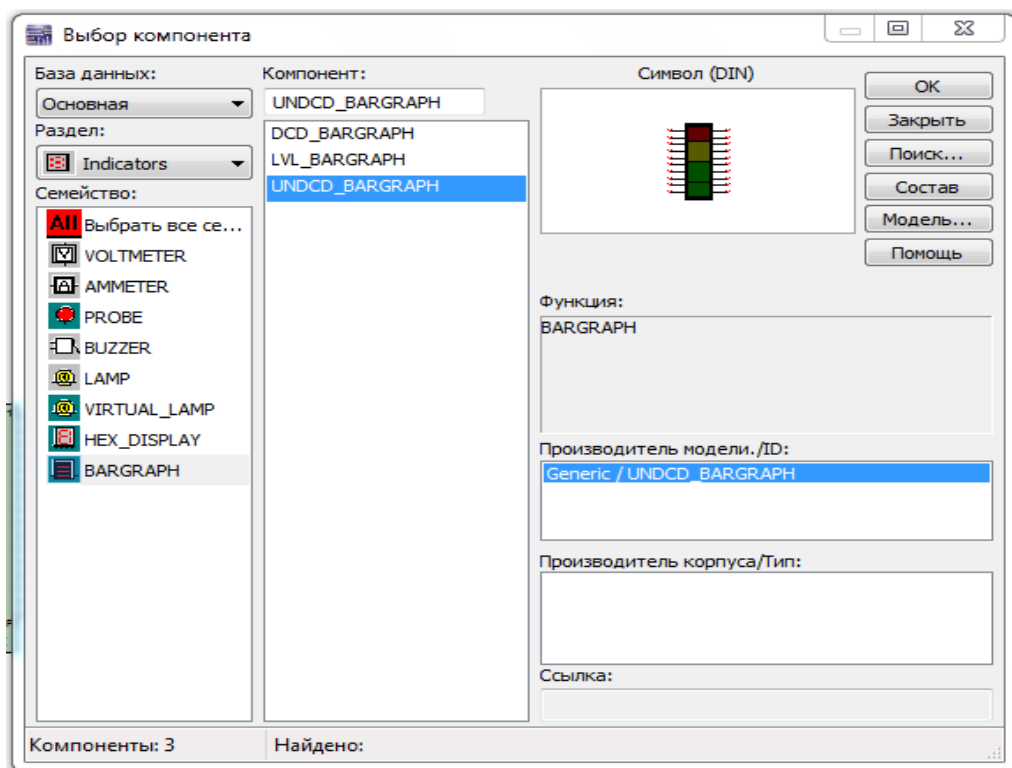 Выбор компонента
База данных:
Основная
Раздел:
Indicators
Семейство:
All Выбрать все се...
VOLTMETER
AMMETER
PROBE
BUZZER
LAMP
VIRTUAL_LAMP
HEX_DISPLAY
BARGRAPH
Компонент:
UNDCD_BARGRAPH
DCD_BARGRAPH
LVL_BARGRAPH
UNDCD_BARGRAPH
Символ (DIN)
OK
Закрыть
Поиск...
Состав
Модель...
Помощь
Функция:
BARGRAPH
Производитель модели./ID:
Generic / UNDCD_BARGRAPH
Производитель корпуса/Тип:
Ссылка:
Компоненты: 3
Найдено: